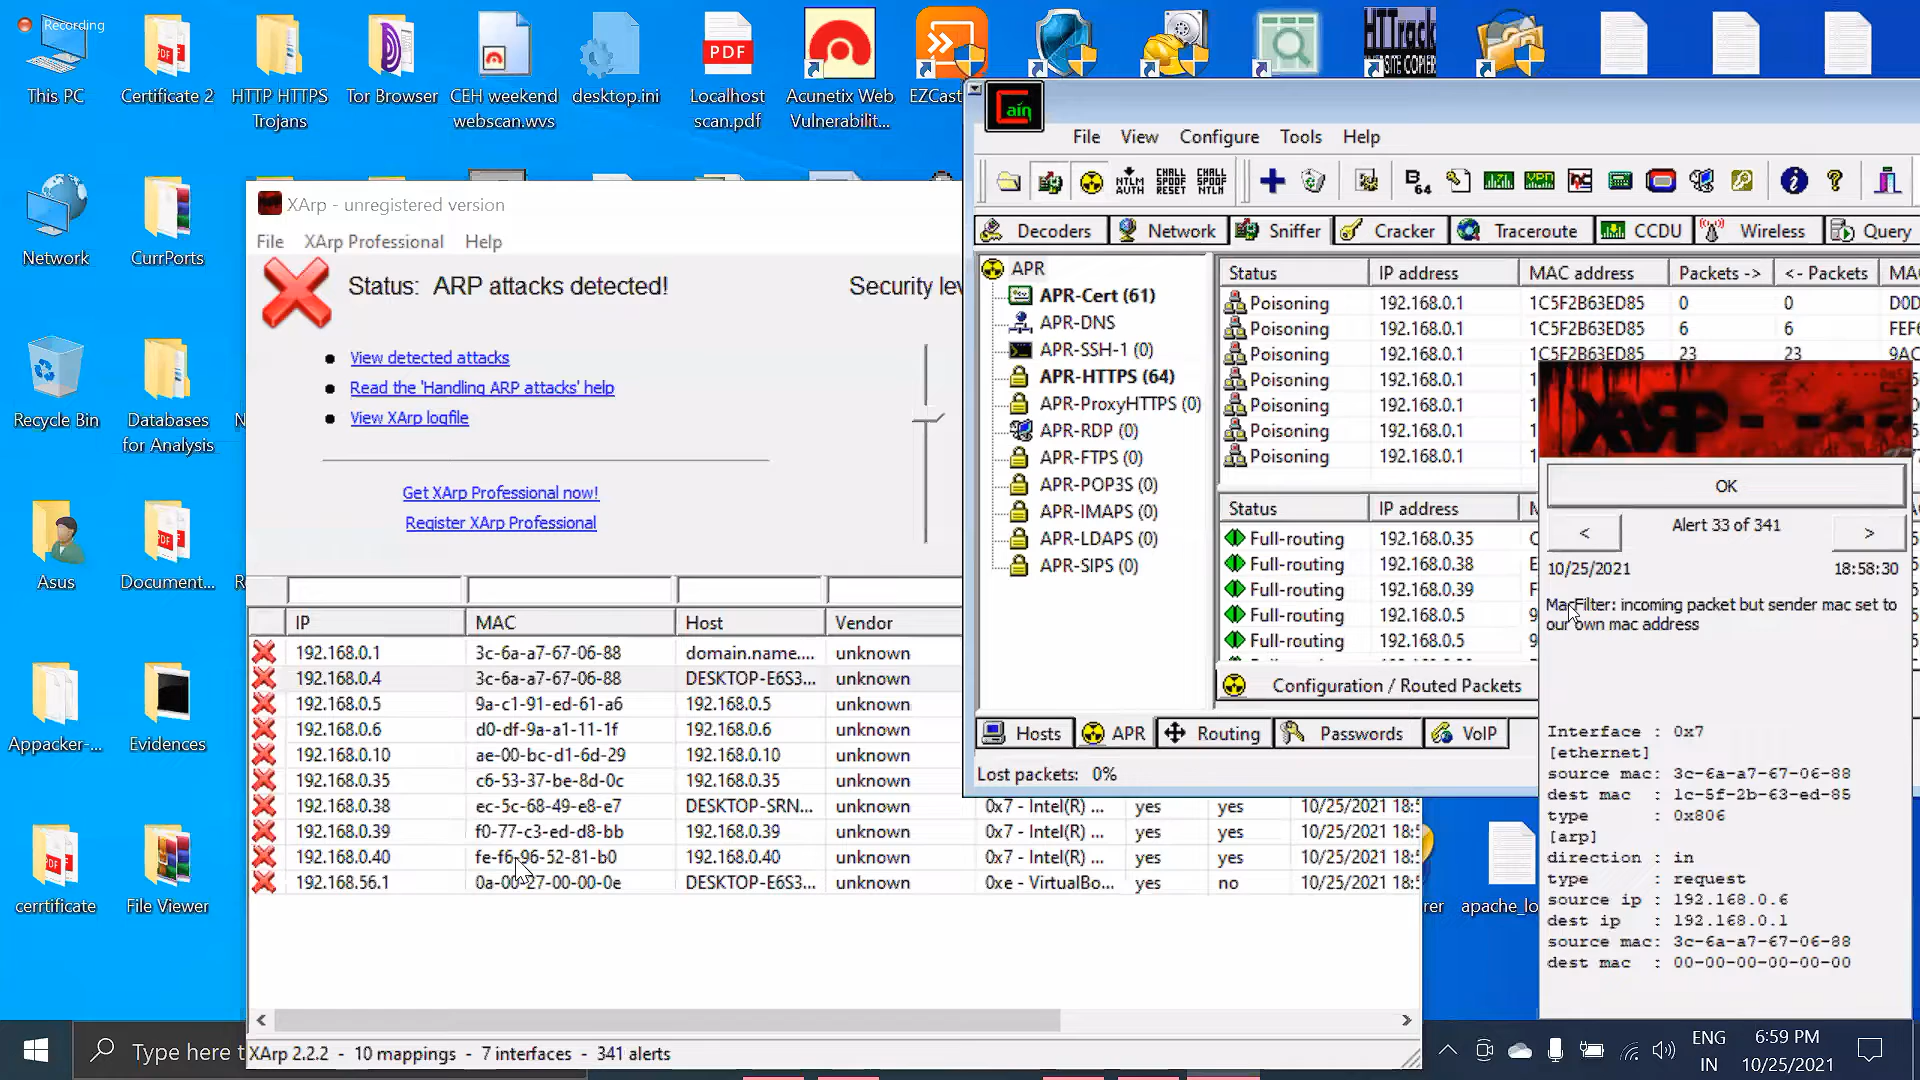 Recording
This PC
Certificate 2
HTTP HTTPS
Trojans
Tor Browser
CEH weekend
webscan.wvs
desktop.ini
PDF
Localhost
scan.pdf
Acunetix Web
Vulnerabilit...
EZCast
HTTrack
WEBSITE COPIER
Network
CurrPorts
Recycle Bin
Databases
for Analysis
Asus
Document...
Appacker-...
Evidences
cerrtificate
File Viewer
apache_lo
XArp - unregistered version
File XArp Professional Help
Status: ARP attacks detected!
Security lev
View detected attacks
Read the 'Handling ARP attacks' help
View XArp logfile
Get XArp Professional now!
Register XArp Professional
IP MAC Host Vendor
192.168.0.1 3c-6a-a7-67-06-88 domain.name.... unknown
192.168.0.4 3c-6a-a7-67-06-88 DESKTOP-E6S3... unknown
192.168.0.5 9a-c1-91-ed-61-a6 192.168.0.5 unknown
192.168.0.6 d0-df-9a-a1-11-1f 192.168.0.6 unknown
192.168.0.10 ae-00-bc-d1-6d-29 192.168.0.10 unknown
192.168.0.35 c6-53-37-be-8d-0c 192.168.0.35 unknown
192.168.0.38 ec-5c-68-49-e8-e7 DESKTOP-SRN... unknown 0x7 - Intel(R) ... yes yes 10/25/2021 18:5
192.168.0.39 f0-77-c3-ed-d8-bb 192.168.0.39 unknown 0x7 - Intel(R) ... yes yes 10/25/2021 18:5
192.168.0.40 fe-f6-96-52-81-b0 192.168.0.40 unknown 0x7 - Intel(R) ... yes yes 10/25/2021 18:5
192.168.56.1 0a-00-27-00-00-0e DESKTOP-E6S3... unknown 0xe - VirtualBo... yes no 10/25/2021 18:5
XArp 2.2.2 - 10 mappings - 7 interfaces - 341 alerts
Cain
File View Configure Tools Help
NTLM AUTH
CHALL SPOOF RESET
CHALL SPOOF NTLM
B 64
Decoders Network Sniffer Cracker Traceroute CCDU Wireless Query
APR
APR-Cert (61)
APR-DNS
APR-SSH-1 (0)
APR-HTTPS (64)
APR-ProxyHTTPS (0)
APR-RDP (0)
APR-FTPS (0)
APR-POP3S (0)
APR-IMAPS (0)
APR-LDAPS (0)
APR-SIPS (0)
Status IP address MAC address Packets -> <- Packets MA
Poisoning 192.168.0.1 1C5F2B63ED85 0 0 D0D
Poisoning 192.168.0.1 1C5F2B63ED85 6 6 FEF6
Poisoning 192.168.0.1 1C5F2B63ED85 23 23 9AC
Poisoning 192.168.0.1
Poisoning 192.168.0.1
Poisoning 192.168.0.1
Poisoning 192.168.0.1
Status IP address
Full-routing 192.168.0.35
Full-routing 192.168.0.38
Full-routing 192.168.0.39
Full-routing 192.168.0.5
Full-routing 192.168.0.5
Configuration / Routed Packets
Hosts APR Routing Passwords VoIP
Lost packets: 0%
XARP
OK
< Alert 33 of 341 >
10/25/2021 18:58:30
MacFilter: incoming packet but sender mac set to
our own mac address
Interface : 0x7
[ethernet]
source mac: 3c-6a-a7-67-06-88
dest mac : 1c-5f-2b-63-ed-85
type : 0x806
[arp]
direction : in
type : request
source ip : 192.168.0.6
dest ip : 192.168.0.1
source mac: 3c-6a-a7-67-06-88
dest mac : 00-00-00-00-00-00
Type here t
ENG
IN
6:59 PM
10/25/2021